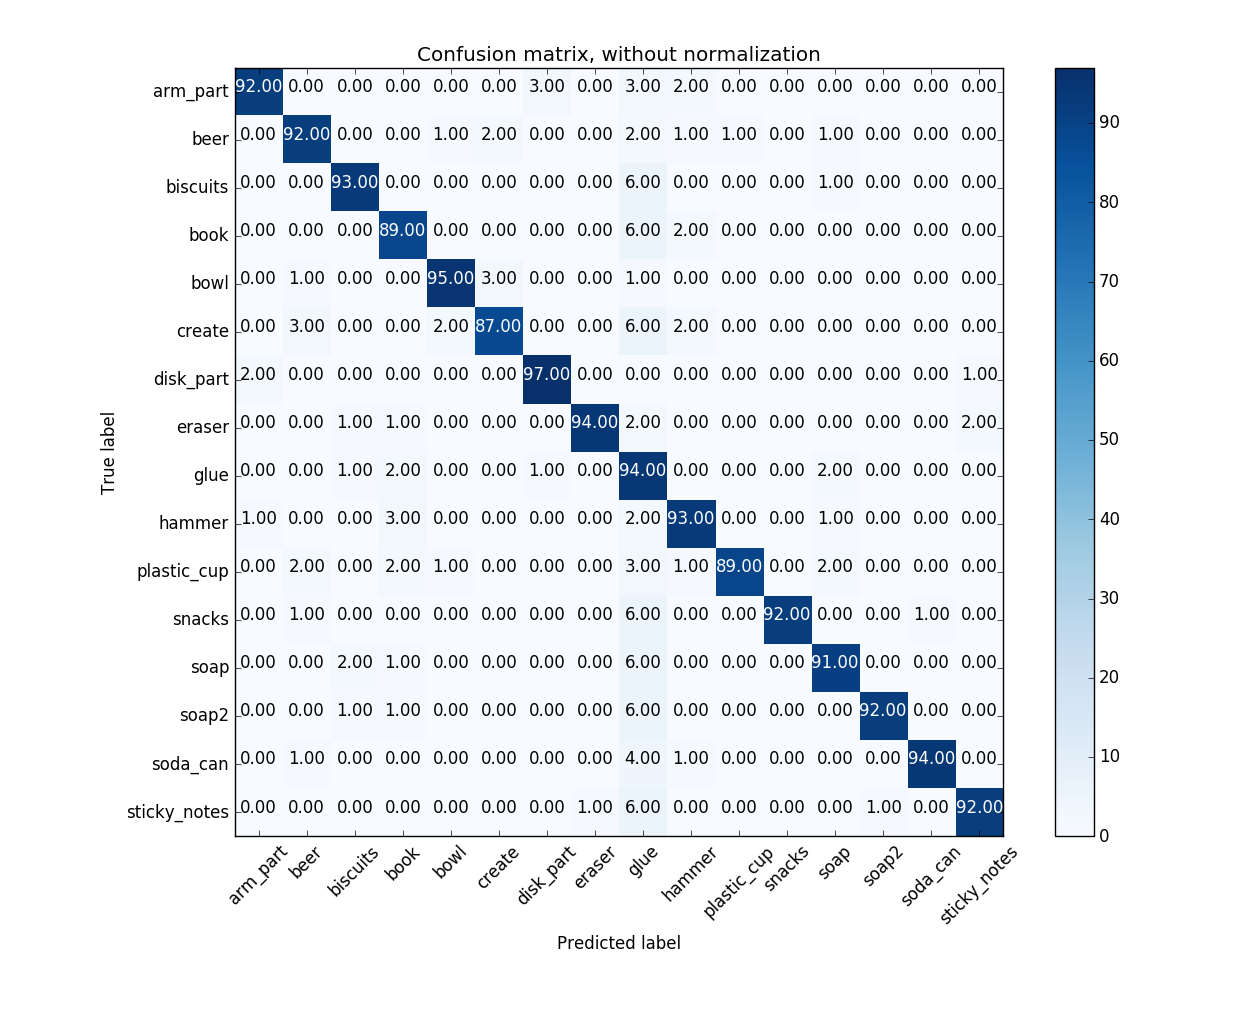 Confusion matrix, without normalization
arm_part 92.00 0.00 0.00 0.00 0.00 0.00 3.00 0.00 3.00 2.00 0.00 0.00 0.00 0.00 0.00 0.00
beer 0.00 92.00 0.00 0.00 1.00 2.00 0.00 0.00 2.00 1.00 1.00 0.00 1.00 0.00 0.00 0.00
biscuits 0.00 0.00 93.00 0.00 0.00 0.00 0.00 0.00 6.00 0.00 0.00 0.00 1.00 0.00 0.00 0.00
book 0.00 0.00 0.00 89.00 0.00 0.00 0.00 0.00 6.00 2.00 0.00 0.00 0.00 0.00 0.00 0.00
bowl 0.00 1.00 0.00 0.00 95.00 3.00 0.00 0.00 1.00 0.00 0.00 0.00 0.00 0.00 0.00 0.00
create 0.00 3.00 0.00 0.00 2.00 87.00 0.00 0.00 6.00 2.00 0.00 0.00 0.00 0.00 0.00 0.00
disk_part 2.00 0.00 0.00 0.00 0.00 0.00 97.00 0.00 0.00 0.00 0.00 0.00 0.00 0.00 0.00 1.00
eraser 0.00 0.00 1.00 1.00 0.00 0.00 0.00 94.00 2.00 0.00 0.00 0.00 0.00 0.00 0.00 2.00
glue 0.00 0.00 1.00 2.00 0.00 0.00 1.00 0.00 94.00 0.00 0.00 0.00 2.00 0.00 0.00 0.00
hammer 1.00 0.00 0.00 3.00 0.00 0.00 0.00 0.00 2.00 93.00 0.00 0.00 1.00 0.00 0.00 0.00
plastic_cup 0.00 2.00 0.00 2.00 1.00 0.00 0.00 0.00 3.00 1.00 89.00 0.00 2.00 0.00 0.00 0.00
snacks 0.00 1.00 0.00 0.00 0.00 0.00 0.00 0.00 6.00 0.00 0.00 92.00 0.00 0.00 1.00 0.00
soap 0.00 0.00 2.00 1.00 0.00 0.00 0.00 0.00 6.00 0.00 0.00 0.00 91.00 0.00 0.00 0.00
soap2 0.00 0.00 1.00 1.00 0.00 0.00 0.00 0.00 6.00 0.00 0.00 0.00 0.00 92.00 0.00 0.00
soda_can 0.00 1.00 0.00 0.00 0.00 0.00 0.00 0.00 4.00 1.00 0.00 0.00 0.00 0.00 94.00 0.00
sticky_notes 0.00 0.00 0.00 0.00 0.00 0.00 0.00 1.00 6.00 0.00 0.00 0.00 0.00 1.00 0.00 92.00
arm_part beer biscuits book bowl create disk_part eraser glue hammer plastic_cup snacks soap soap2 soda_can sticky_notes
Predicted label
True label
90
80
70
60
50
40
30
20
10
0